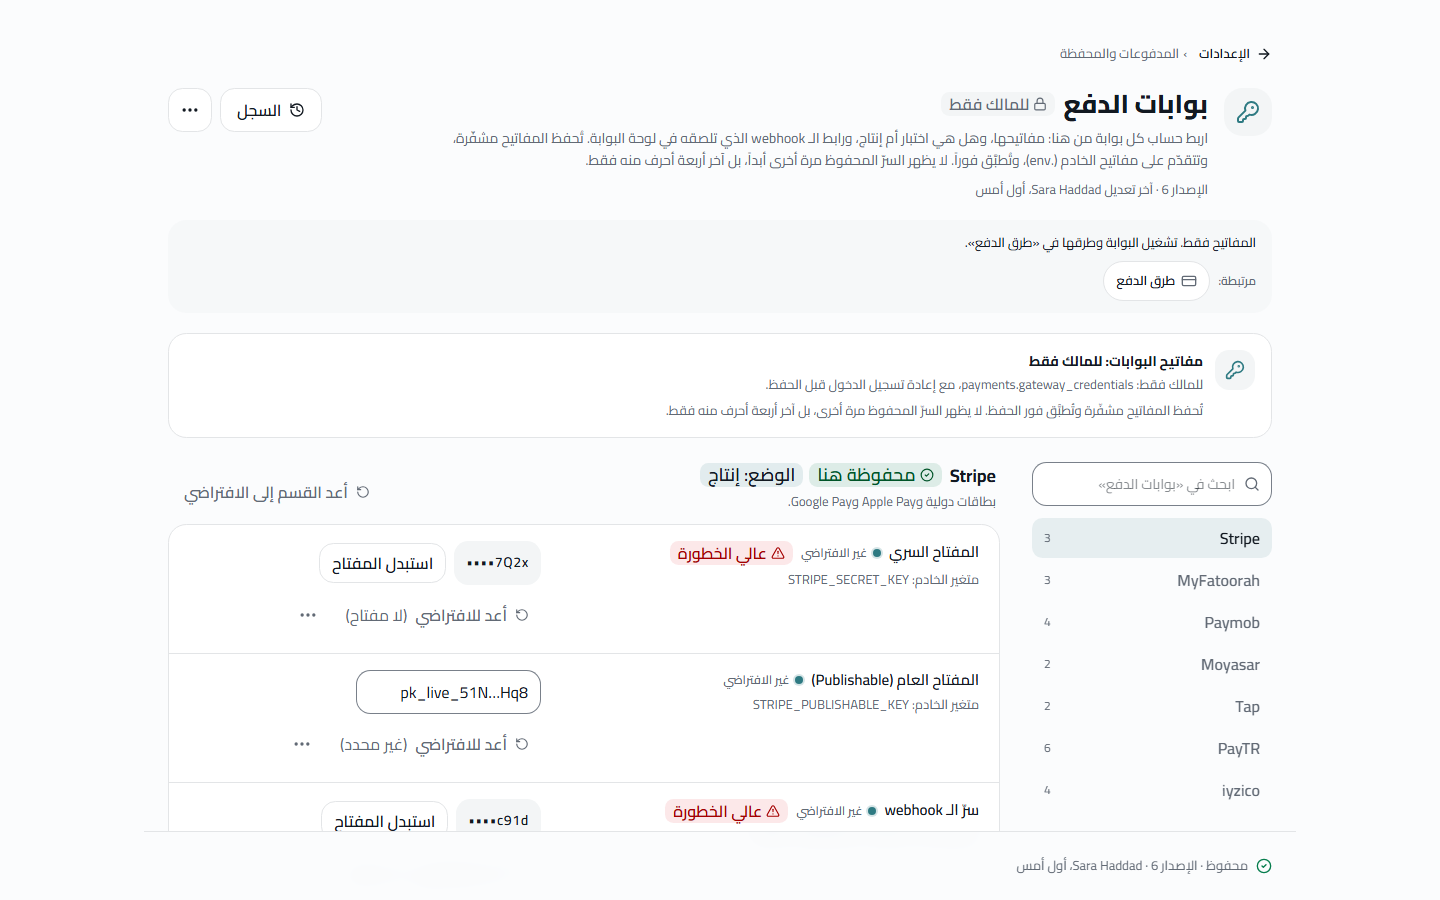 الإعدادات › المدفوعات والمحفظة
بوابات الدفع للمالك فقط
السجل
اربط حساب كل بوابة من هنا: مفاتيحها، وهل هي اختبار أم إنتاج، ورابط الـ webhook الذي تلصقه في لوحة البوابة. تُحفظ المفاتيح مشفّرة،
وتتقدّم على مفاتيح الخادم (.env)، وتُطبَّق فوراً. لا يظهر السرّ المحفوظ مرة أخرى أبداً، بل آخر أربعة أحرف منه فقط.
الإصدار 6 · آخر تعديل Sara Haddad، أول أمس
المفاتيح فقط. تشغيل البوابة وطرقها في «طرق الدفع».
مرتبطة: طرق الدفع
مفاتيح البوابات: للمالك فقط
للمالك فقط: payments.gateway_credentials، مع إعادة تسجيل الدخول قبل الحفظ.
تُحفظ المفاتيح مشفّرة وتُطبَّق فور الحفظ. لا يظهر السرّ المحفوظ مرة أخرى، بل آخر أربعة أحرف منه فقط.
ابحث في «بوابات الدفع»
Stripe 3
MyFatoorah 3
Paymob 4
Moyasar 2
Tap 2
PayTR 6
iyzico 4
Stripe محفوظة هنا الوضع: إنتاج
بطاقات دولية وApple Pay وGoogle Pay.
أعد القسم إلى الافتراضي
المفتاح السري غير الافتراضي عالي الخطورة
متغير الخادم: STRIPE_SECRET_KEY
••••7Q2x استبدل المفتاح
أعد للافتراضي (لا مفتاح)
المفتاح العام (Publishable) غير الافتراضي
متغير الخادم: STRIPE_PUBLISHABLE_KEY
pk_live_51N…Hq8
أعد للافتراضي (غير محدد)
سرّ الـ webhook غير الافتراضي عالي الخطورة
••••c91d استبدل المفتاح
محفوظ · الإصدار 6 · Sara Haddad، أول أمس